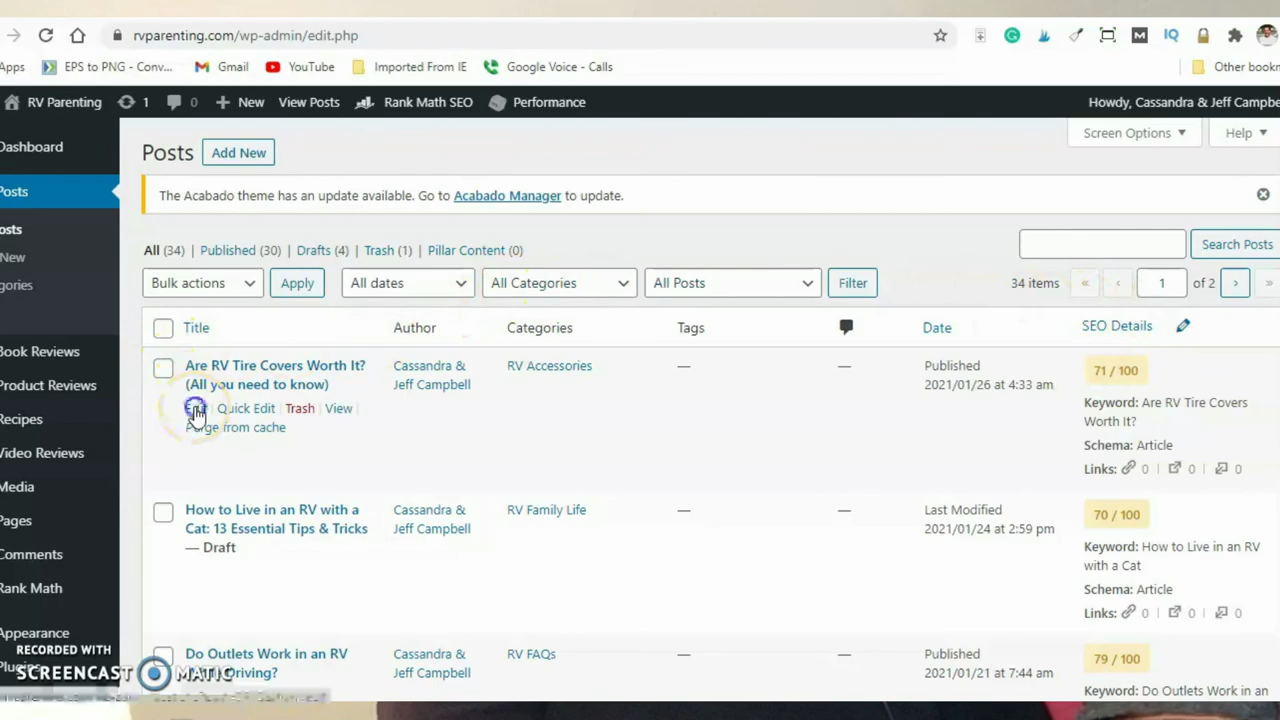 rvparenting.com/wp-admin/edit.php
Apps EPS to PNG - Conv... Gmail YouTube Imported From IE Google Voice - Calls Other bookm
RV Parenting 1 0 New View Posts Rank Math SEO Performance Howdy, Cassandra & Jeff Campbe
Screen Options Help
Dashboard
Posts
osts
New
gories
Book Reviews
Product Reviews
Recipes
Video Reviews
Media
Pages
Comments
Rank Math
Appearance
Plugins
Posts Add New
The Acabado theme has an update available. Go to Acabado Manager to update.
All (34) | Published (30) | Drafts (4) | Trash (1) | Pillar Content (0)
Search Posts
Bulk actions Apply All dates All Categories All Posts Filter 34 items « ‹ 1 of 2 › »
Title Author Categories Tags Date SEO Details
Are RV Tire Covers Worth It?
(All you need to know)
Edit | Quick Edit | Trash | View |
Purge from cache
Cassandra &
Jeff Campbell
RV Accessories
—
—
Published
2021/01/26 at 4:33 am
71 / 100
Keyword: Are RV Tire Covers
Worth It?
Schema: Article
Links: 0 | 0 | 0
How to Live in an RV with a
Cat: 13 Essential Tips & Tricks
— Draft
Cassandra &
Jeff Campbell
RV Family Life
—
—
Last Modified
2021/01/24 at 2:59 pm
70 / 100
Keyword: How to Live in an RV
with a Cat
Schema: Article
Links: 0 | 0 | 0
Do Outlets Work in an RV
Driving?
Cassandra &
Jeff Campbell
RV FAQs
—
—
Published
2021/01/21 at 7:44 am
79 / 100
Keyword: Do Outlets Work in an
RECORDED WITH
SCREENCAST MATIC